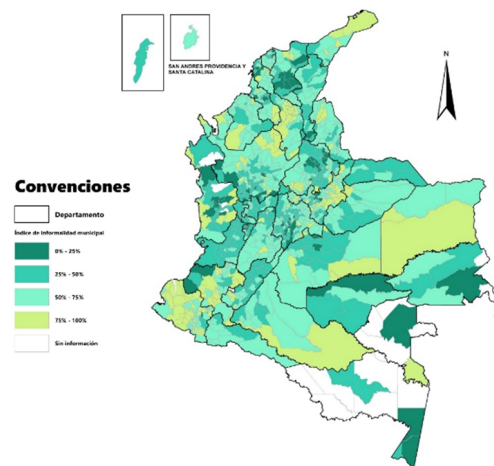 SAN ANDRES PROVIDENCIA Y
SANTA CATALINA
N
Convenciones
Departamento
Índice de informalidad municipal
0% - 25%
25% - 50%
50% - 75%
75% - 100%
Sin información